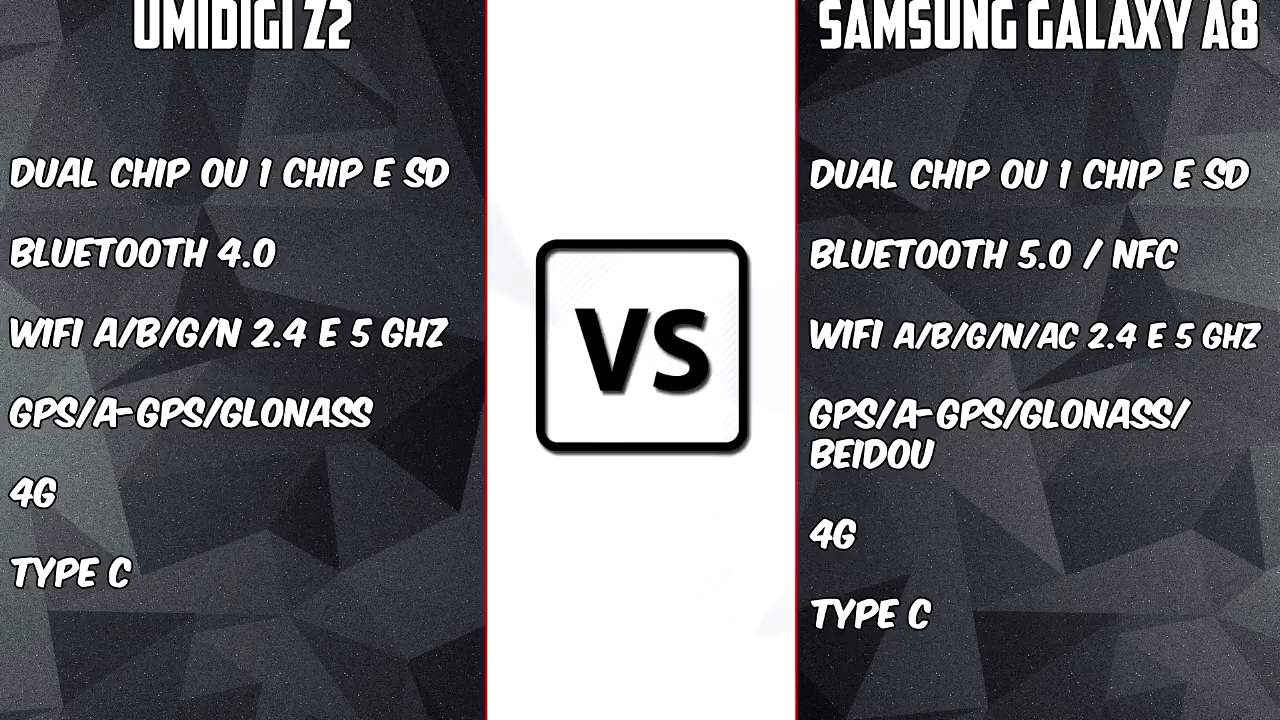 UMIDIGI Z2
DUAL CHIP OU 1 CHIP E SD
BLUETOOTH 4.0
WIFI A/B/G/N 2.4 E 5 GHZ
GPS/A-GPS/GLONASS
4G
TYPE C
VS
SAMSUNG GALAXY A8
DUAL CHIP OU 1 CHIP E SD
BLUETOOTH 5.0 / NFC
WIFI A/B/G/N/AC 2.4 E 5 GHZ
GPS/A-GPS/GLONASS/
BEIDOU
4G
TYPE C